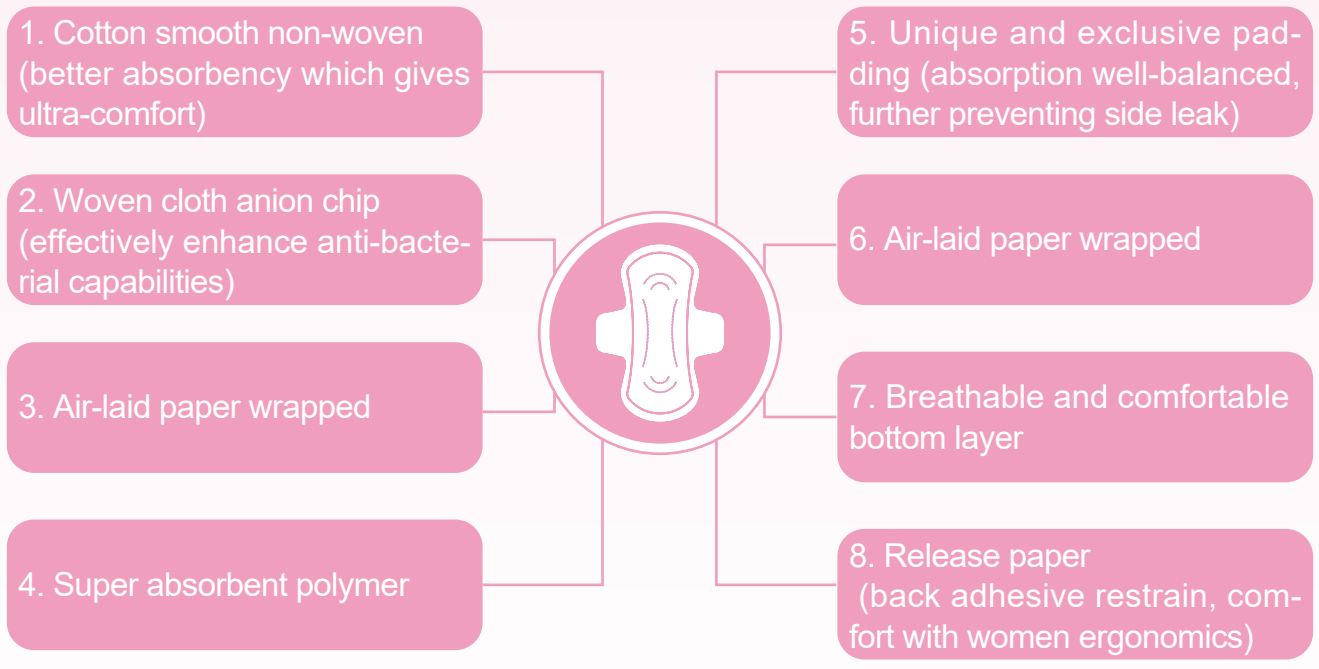 1. Cotton smooth non-woven
(better absorbency which gives
ultra-comfort)
2. Woven cloth anion chip
(effectively enhance anti-bacte-
rial capabilities)
3. Air-laid paper wrapped
4. Super absorbent polymer
5. Unique and exclusive pad-
ding (absorption well-balanced,
further preventing side leak)
6. Air-laid paper wrapped
7. Breathable and comfortable
bottom layer
8. Release paper
(back adhesive restrain, com-
fort with women ergonomics)